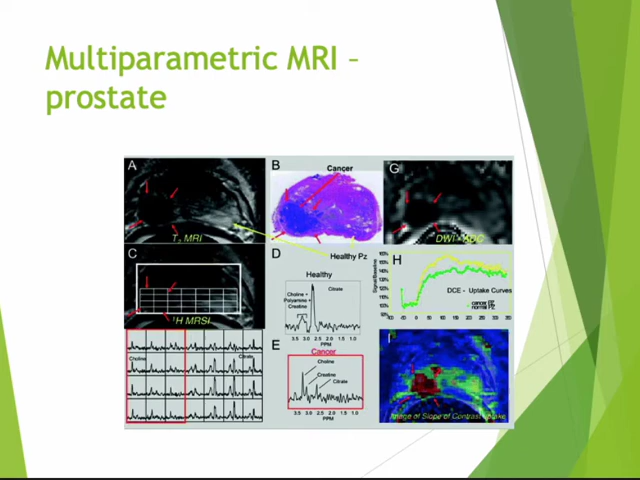 Multiparametric MRI –
prostate
A
T2 MRI
B
Cancer
G
DWI - ADC
Healthy Pz
C
1H MRSI
D
Healthy
Choline +
Polyamine +
Creatine
Citrate
3.5 3.0 2.5 2.0 1.5 1.0
PPM
H
Signal/Baseline
DCE - Uptake Curves
cancer PZ
normal PZ
Choline
Citrate
E
Cancer
Choline
Creatine
Citrate
3.5 3.0 2.5 2.0 1.5 1.0
PPM
I
Image of Slope of Contrast Uptake